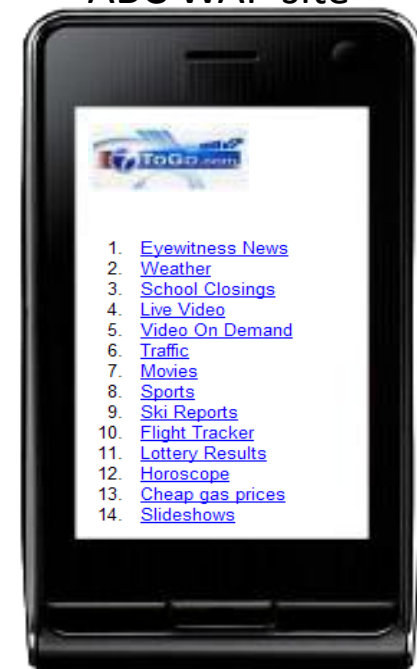 ABC WAP site
7 ToGo.com
1. Eyewitness News
2. Weather
3. School Closings
4. Live Video
5. Video On Demand
6. Traffic
7. Movies
8. Sports
9. Ski Reports
10. Flight Tracker
11. Lottery Results
12. Horoscope
13. Cheap gas prices
14. Slideshows